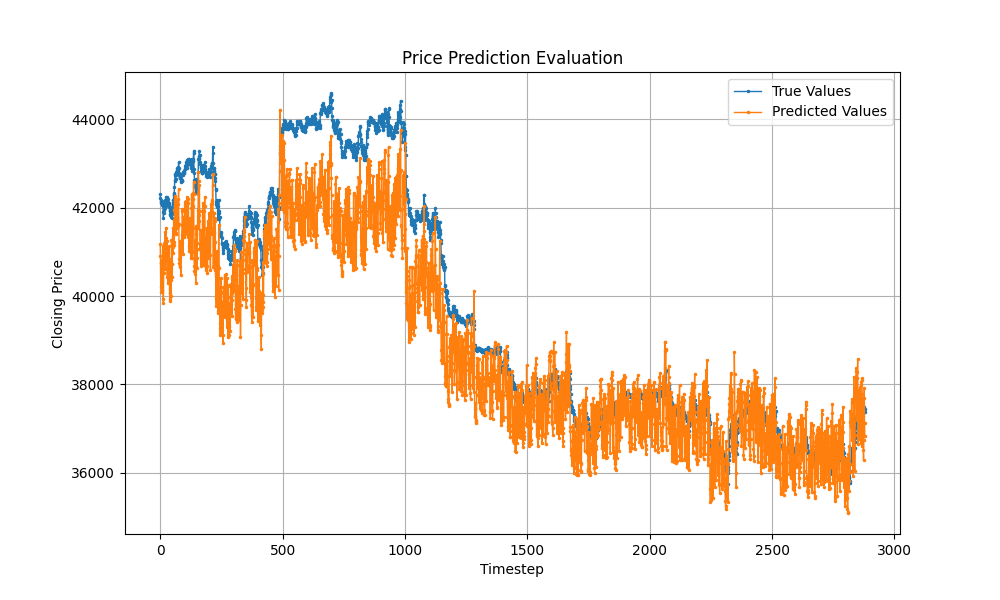 Price Prediction Evaluation
True Values
Predicted Values
44000
42000
40000
38000
36000
Closing Price
0
500
1000
1500
2000
2500
3000
Timestep